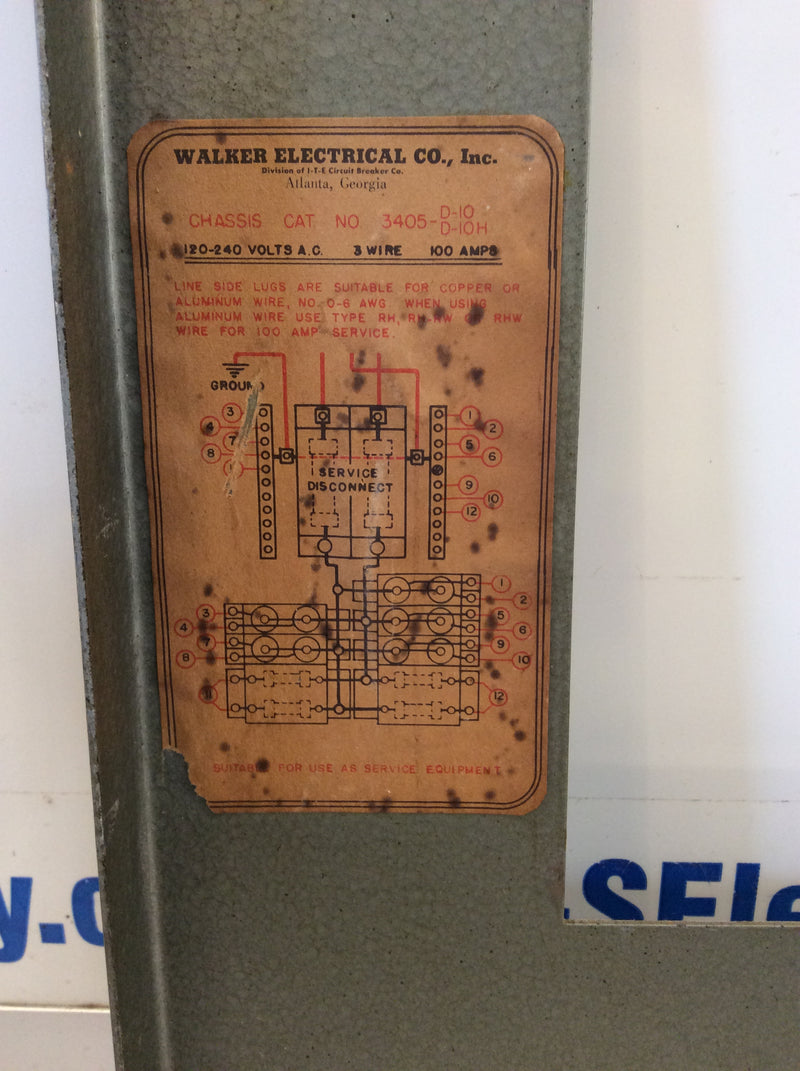 WALKER ELECTRICAL CO., Inc.
Division of I-T-E Circuit Breaker Co.
Atlanta, Georgia
CHASSIS CAT. NO. 3405-D-10
D-10H
120-240 VOLTS A.C. 3 WIRE 100 AMPS
LINE SIDE LUGS ARE SUITABLE FOR COPPER OR
ALUMINUM WIRE, NO. 0-6 AWG WHEN USING
ALUMINUM WIRE USE TYPE RH, RH-RW OR RHW
WIRE FOR 100 AMP SERVICE.
GROUND
3 1
4 2
7 5
8 6
9
10
12
SERVICE
DISCONNECT
1
2
3 5
4 6
7 9
8 10
11 12
SUITABLE FOR USE AS SERVICE EQUIPMENT
y.c
SEle